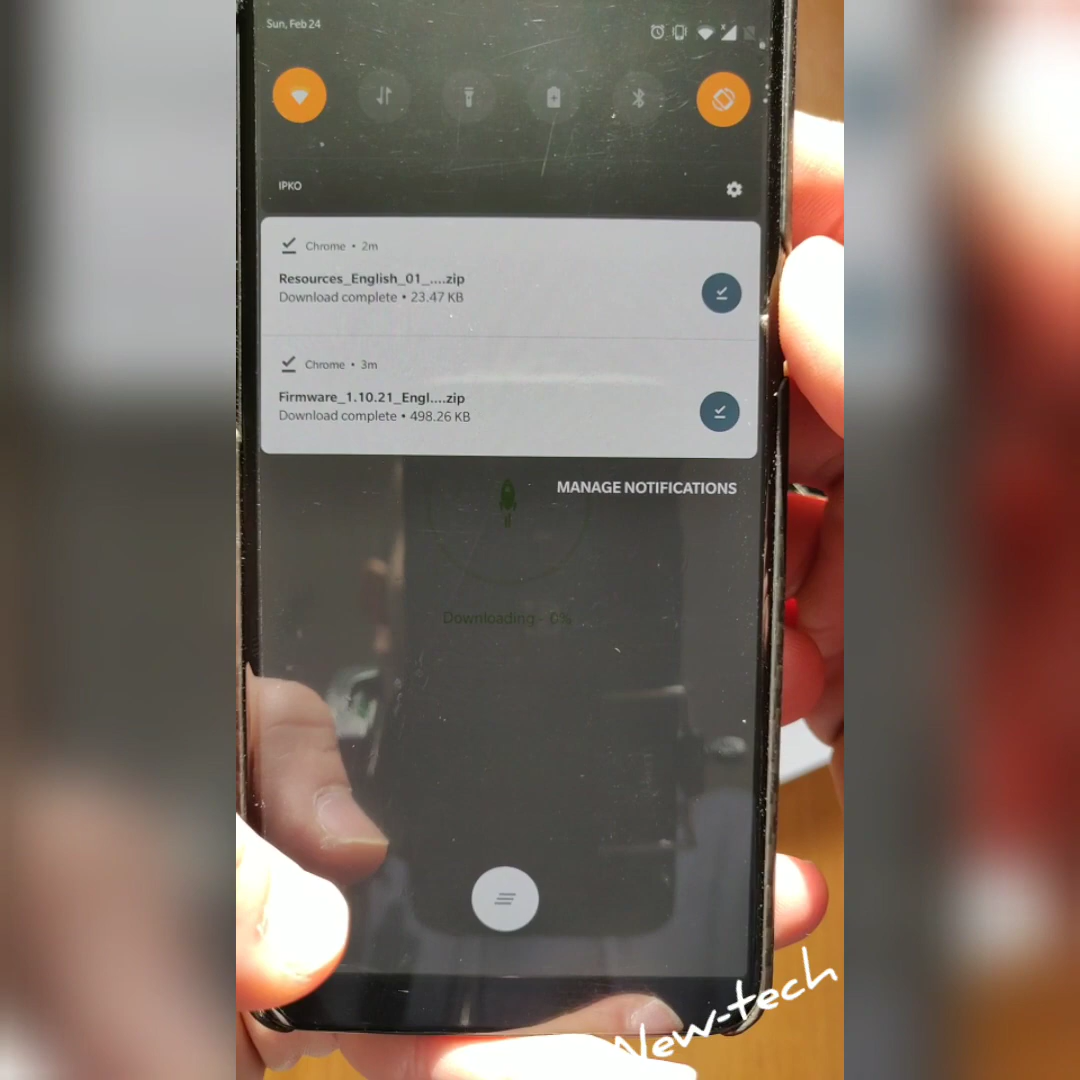 Sun, Feb 24
IPKO
Chrome • 2m
Resources_English_01_....zip
Download complete • 23.47 KB
Chrome • 3m
Firmware_1.10.21_Engl....zip
Download complete • 498.26 KB
MANAGE NOTIFICATIONS
Downloading - 0%
New-tech